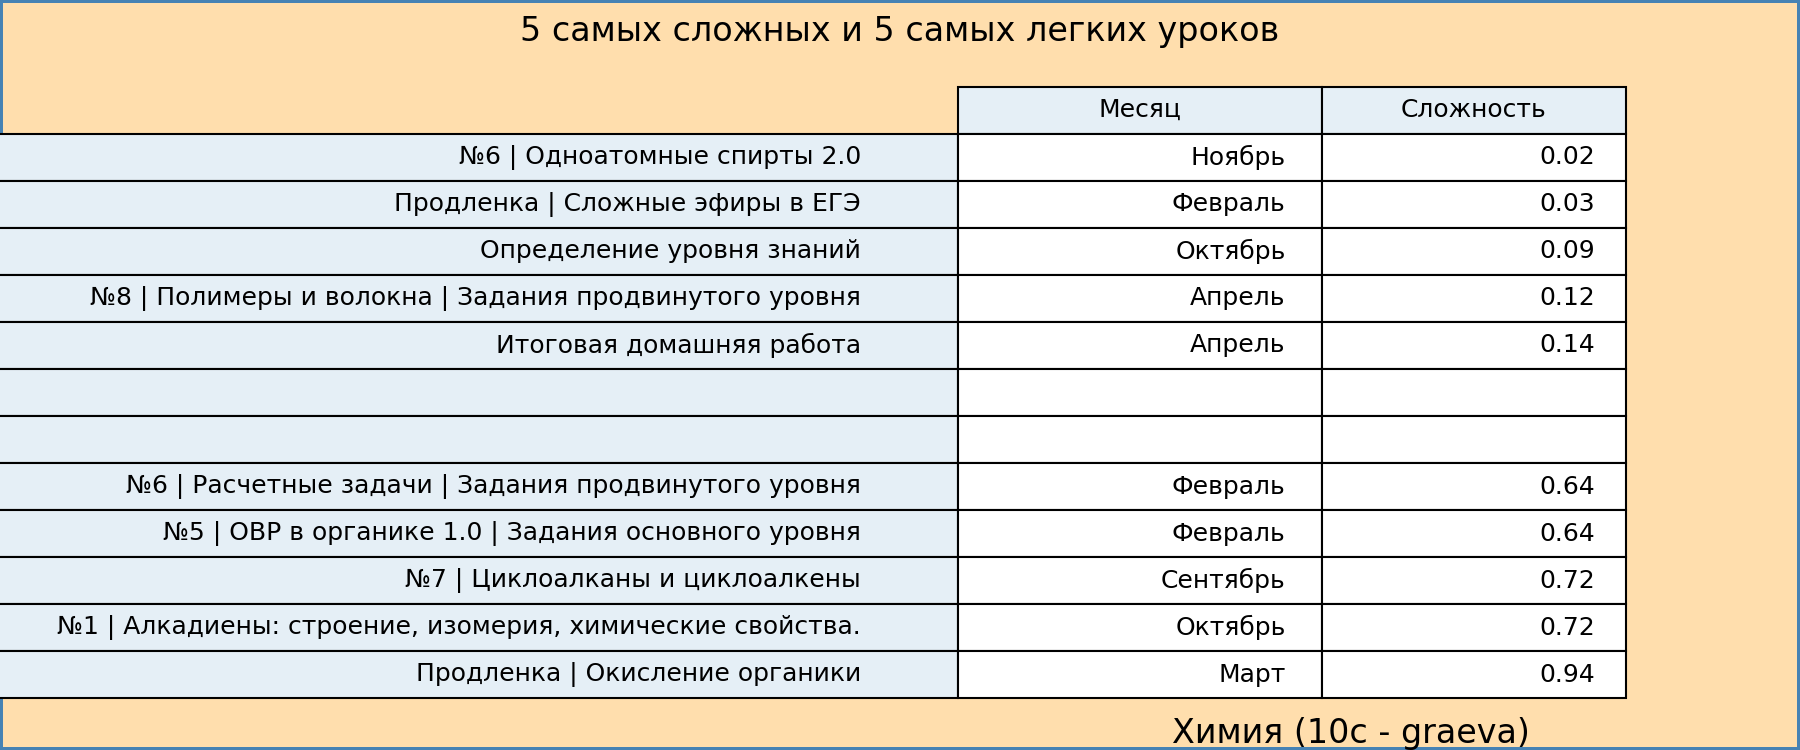 5 самых сложных и 5 самых легких уроков
Месяц Сложность
№6 | Одноатомные спирты 2.0 Ноябрь 0.02
Продленка | Сложные эфиры в ЕГЭ Февраль 0.03
Определение уровня знаний Октябрь 0.09
№8 | Полимеры и волокна | Задания продвинутого уровня Апрель 0.12
Итоговая домашняя работа Апрель 0.14
№6 | Расчетные задачи | Задания продвинутого уровня Февраль 0.64
№5 | ОВР в органике 1.0 | Задания основного уровня Февраль 0.64
№7 | Циклоалканы и циклоалкены Сентябрь 0.72
№1 | Алкадиены: строение, изомерия, химические свойства. Октябрь 0.72
Продленка | Окисление органики Март 0.94
Химия (10c - graeva)